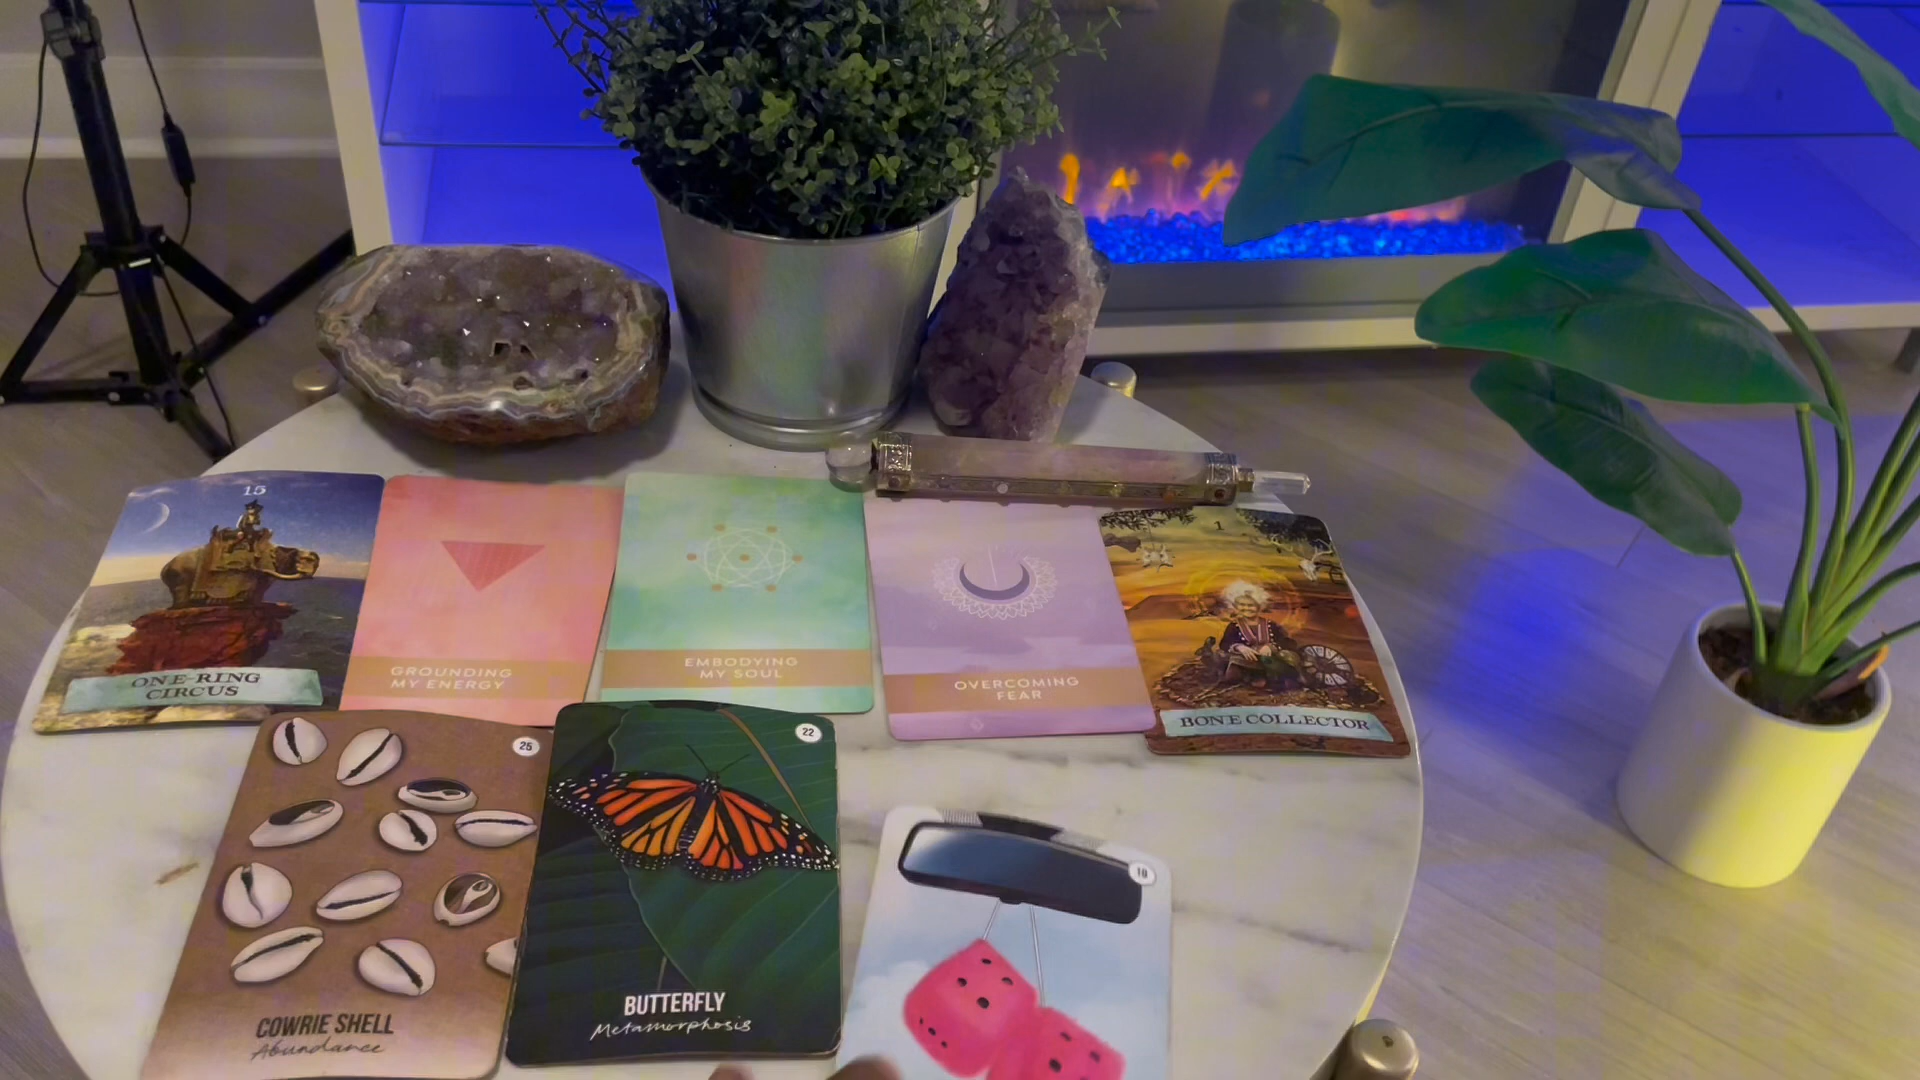 15
ONE-RING
CIRCUS
GROUNDING
MY ENERGY
EMBODYING
MY SOUL
OVERCOMING
FEAR
1
BONE COLLECTOR
25
COWRIE SHELL
Abundance
22
BUTTERFLY
Metamorphosis